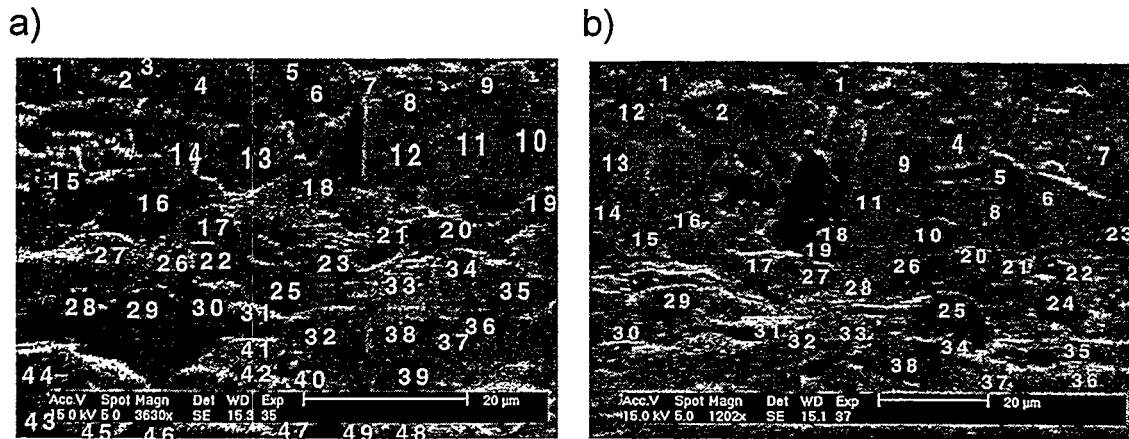 a)
b)
1 2 3 4 5 6 7 8 9
14 13 12 11 10
15 16 18 19
17 21 20
27 26 22 23 34
25 33 35
28 29 30 31 32 38 37 36
44 41 42 40 39
Acc.V Spot Magn Det WD Exp
15.0 kV 5.0 3630x SE 15.3 35
20 µm
43 45 46 47 49 48
1 1
12 2
13 9 4 7
5 6
14 16 11 8
15 18 10 23
17 19 20
27 26 21 22
29 28 25 24
30 31 32 33 34 35
38 37 36
Acc.V Spot Magn Det WD Exp
15.0 kV 5.0 1202x SE 15.1 37
20 µm